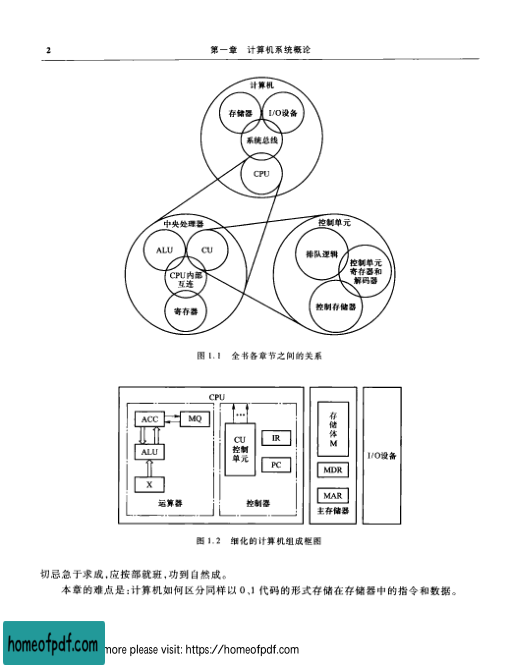 2
第一章 计算机系统概论
计算机
存储器
I/O设备
系统总线
CPU
中央处理器
ALU
CU
CPU内部
互连
寄存器
控制单元
排队逻辑
控制单元
寄存器和
解码器
控制存储器
图 1.1 全书各章节之间的关系
CPU
ACC
MQ
ALU
X
运算器
…
CU
控制
单元
IR
PC
控制器
存
储
体
M
MDR
MAR
主存储器
I/O设备
图 1.2 细化的计算机组成框图
切忌急于求成,应按部就班,功到自然成。
本章的难点是:计算机如何区分同样以 0、1 代码的形式存储在存储器中的指令和数据。
homeofpdf.com
more please visit: https://homeofpdf.com